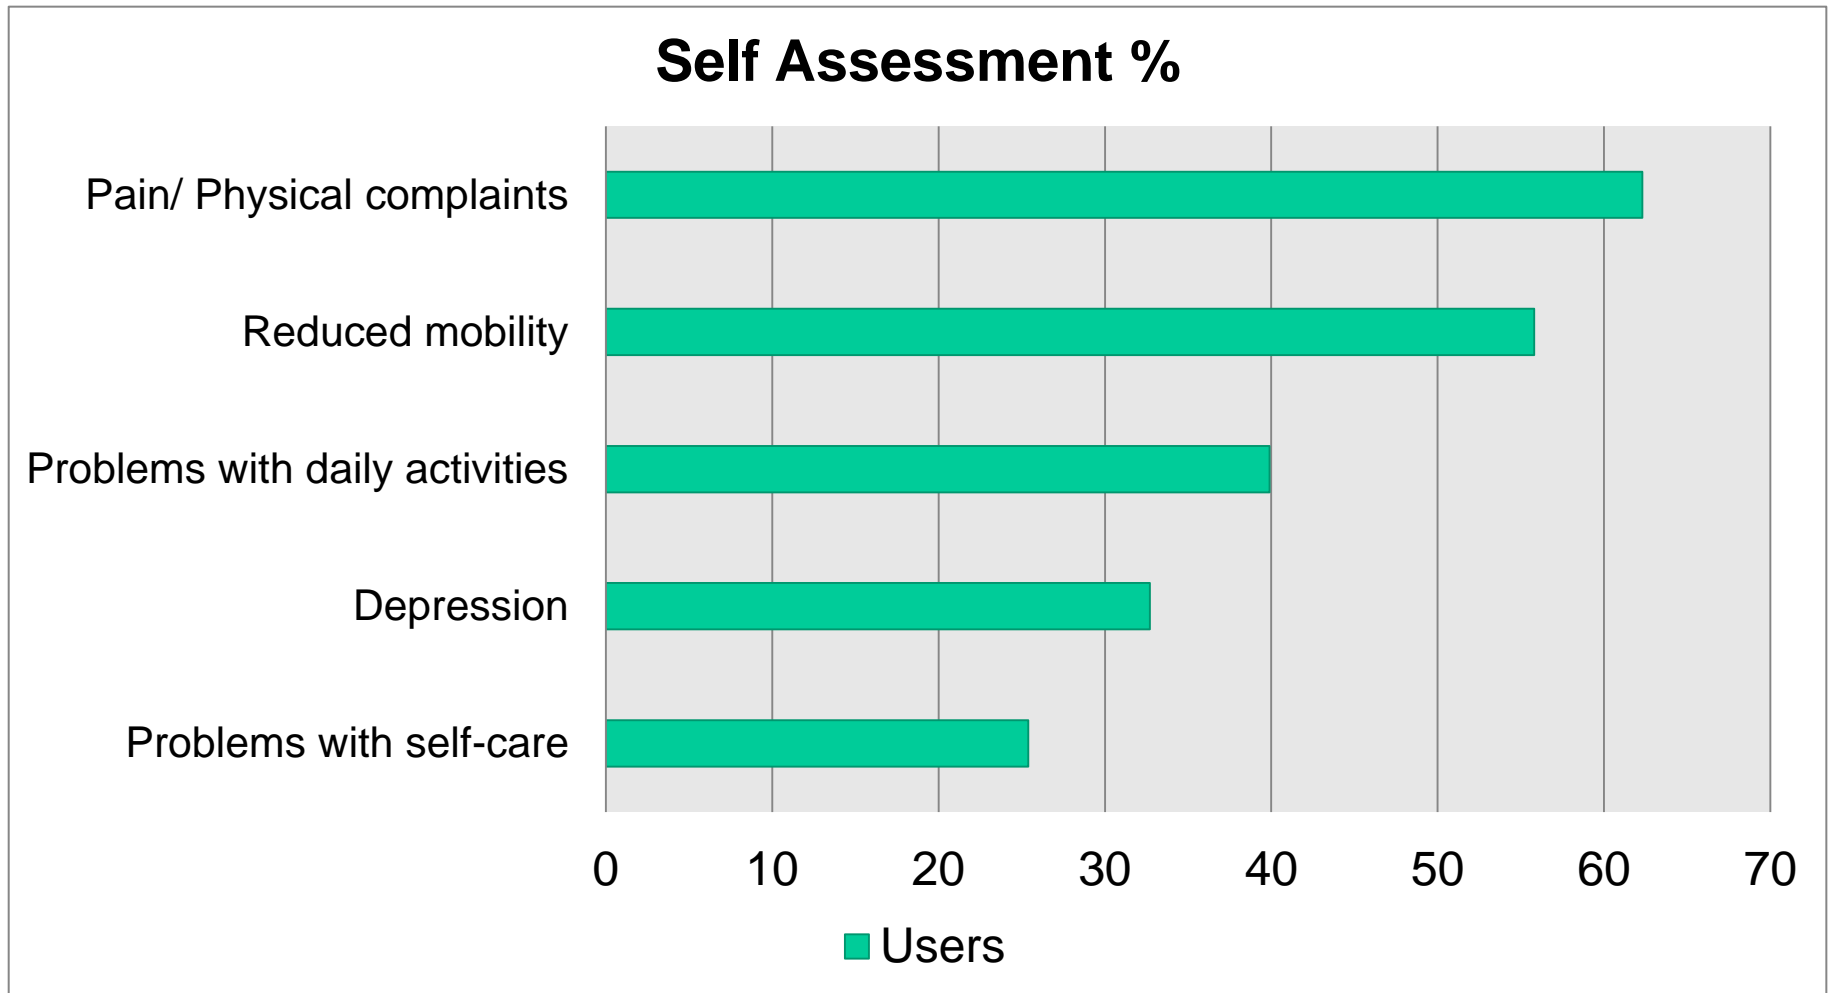 Self Assessment %
Pain/ Physical complaints
Reduced mobility
Problems with daily activities
Depression
Problems with self-care
0 10 20 30 40 50 60 70
Users